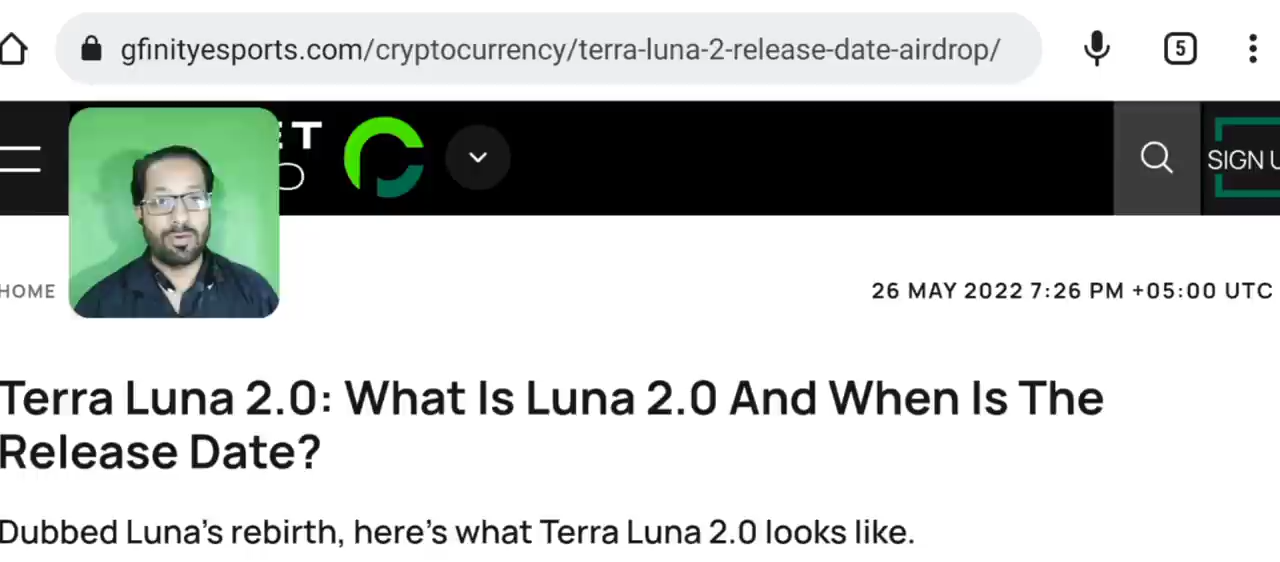 gfinityesports.com/cryptocurrency/terra-luna-2-release-date-airdrop/
5
SIGN
HOME
26 MAY 2022 7:26 PM +05:00 UTC
Terra Luna 2.0: What Is Luna 2.0 And When Is The
Release Date?
Dubbed Luna's rebirth, here's what Terra Luna 2.0 looks like.